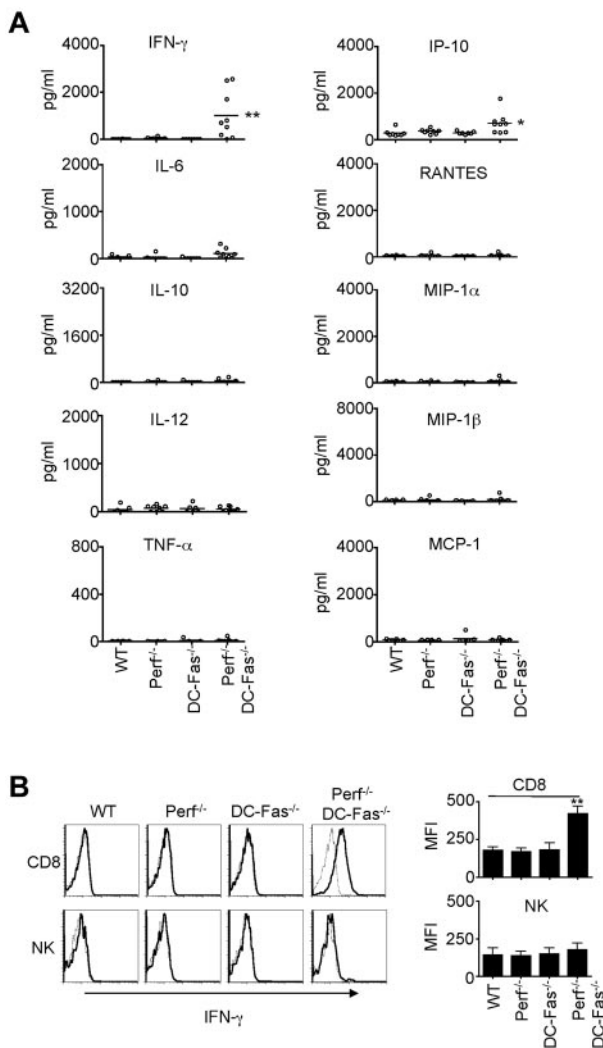 A
IFN-γ
pg/ml
4000
2000
0
**
IP-10
pg/ml
4000
2000
0
*
IL-6
pg/ml
2000
1000
0
RANTES
pg/ml
4000
2000
0
IL-10
pg/ml
3200
1600
0
MIP-1α
pg/ml
4000
2000
0
IL-12
pg/ml
2000
1000
0
MIP-1β
pg/ml
8000
4000
0
TNF-α
pg/ml
800
400
0
MCP-1
pg/ml
4000
2000
0
WT
Perf-/-
DC-Fas-/-
Perf-/-
DC-Fas-/-
WT
Perf-/-
DC-Fas-/-
Perf-/-
DC-Fas-/-
B
WT
Perf-/-
DC-Fas-/-
Perf-/-
DC-Fas-/-
CD8
NK
IFN-γ
CD8
MFI
500
250
0
**
NK
MFI
500
250
0
WT
Perf-/-
DC-Fas-/-
Perf-/-
DC-Fas-/-